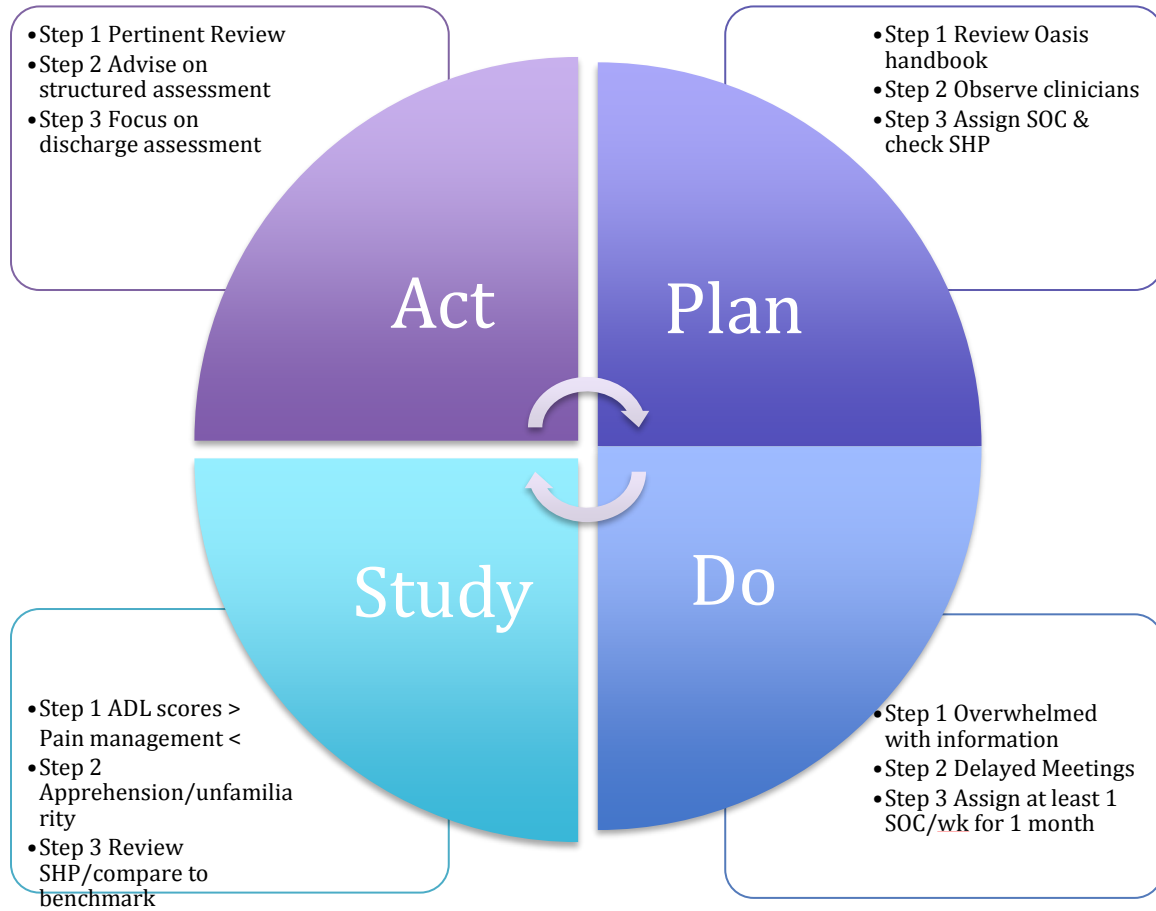 •Step 1 Pertinent Review
•Step 2 Advise on
structured assessment
•Step 3 Focus on
discharge assessment
•Step 1 Review Oasis
handbook
•Step 2 Observe clinicians
•Step 3 Assign SOC &
check SHP
Act
Plan
Study
Do
•Step 1 ADL scores >
Pain management <
•Step 2
Apprehension/unfamilia
rity
•Step 3 Review
SHP/compare to
benchmark
•Step 1 Overwhelmed
with information
•Step 2 Delayed Meetings
•Step 3 Assign at least 1
SOC/wk for 1 month